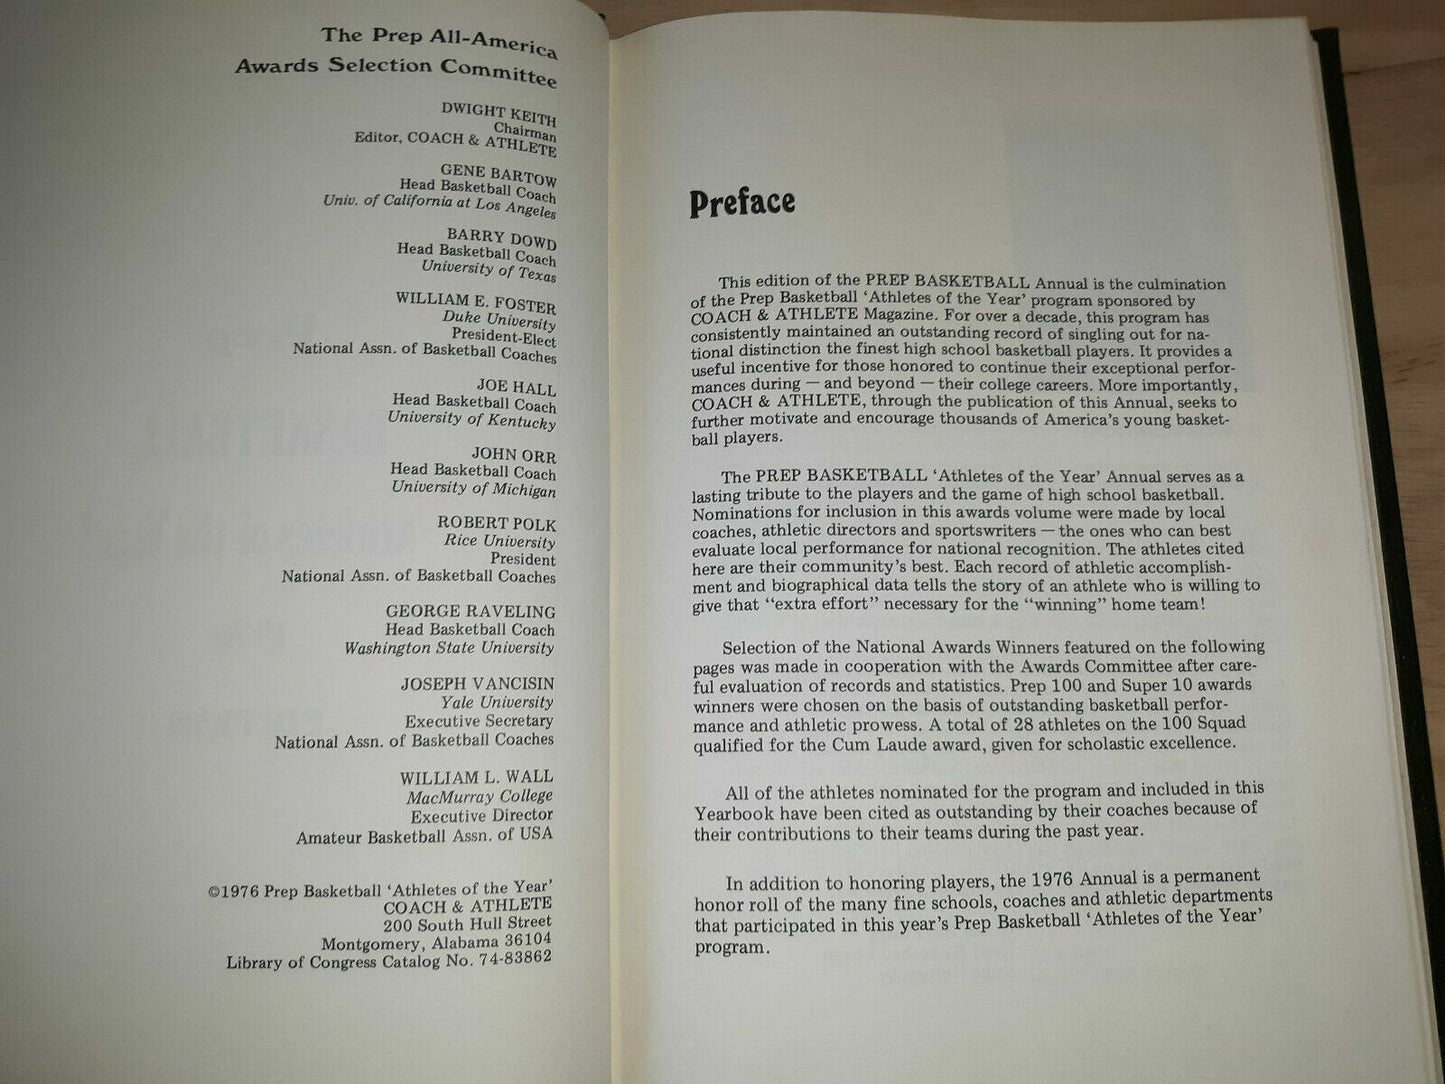 The Prep All-America
Awards Selection Committee
DWIGHT KEITH
Chairman
Editor, COACH & ATHLETE
GENE BARTOW
Head Basketball Coach
Univ. of California at Los Angeles
BARRY DOWD
Head Basketball Coach
University of Texas
WILLIAM E. FOSTER
Duke University
President-Elect
National Assn. of Basketball Coaches
JOE HALL
Head Basketball Coach
University of Kentucky
JOHN ORR
Head Basketball Coach
University of Michigan
ROBERT POLK
Rice University
President
National Assn. of Basketball Coaches
GEORGE RAVELING
Head Basketball Coach
Washington State University
JOSEPH VANCISIN
Yale University
Executive Secretary
National Assn. of Basketball Coaches
WILLIAM L. WALL
MacMurray College
Executive Director
Amateur Basketball Assn. of USA
©1976 Prep Basketball 'Athletes of the Year'
COACH & ATHLETE
200 South Hull Street
Montgomery, Alabama 36104
Library of Congress Catalog No. 74-83862
Preface
This edition of the PREP BASKETBALL Annual is the culmination
of the Prep Basketball 'Athletes of the Year' program sponsored by
COACH & ATHLETE Magazine. For over a decade, this program has
consistently maintained an outstanding record of singling out for na-
tional distinction the finest high school basketball players. It provides a
useful incentive for those honored to continue their exceptional perfor-
mances during — and beyond — their college careers. More importantly,
COACH & ATHLETE, through the publication of this Annual, seeks to
further motivate and encourage thousands of America's young basket-
ball players.
The PREP BASKETBALL 'Athletes of the Year' Annual serves as a
lasting tribute to the players and the game of high school basketball.
Nominations for inclusion in this awards volume were made by local
coaches, athletic directors and sportswriters — the ones who can best
evaluate local performance for national recognition. The athletes cited
here are their community's best. Each record of athletic accomplish-
ment and biographical data tells the story of an athlete who is willing to
give that "extra effort" necessary for the "winning" home team!
Selection of the National Awards Winners featured on the following
pages was made in cooperation with the Awards Committee after care-
ful evaluation of records and statistics. Prep 100 and Super 10 awards
winners were chosen on the basis of outstanding basketball perfor-
mance and athletic prowess. A total of 28 athletes on the 100 Squad
qualified for the Cum Laude award, given for scholastic excellence.
All of the athletes nominated for the program and included in this
Yearbook have been cited as outstanding by their coaches because of
their contributions to their teams during the past year.
In addition to honoring players, the 1976 Annual is a permanent
honor roll of the many fine schools, coaches and athletic departments
that participated in this year's Prep Basketball 'Athletes of the Year'
program.